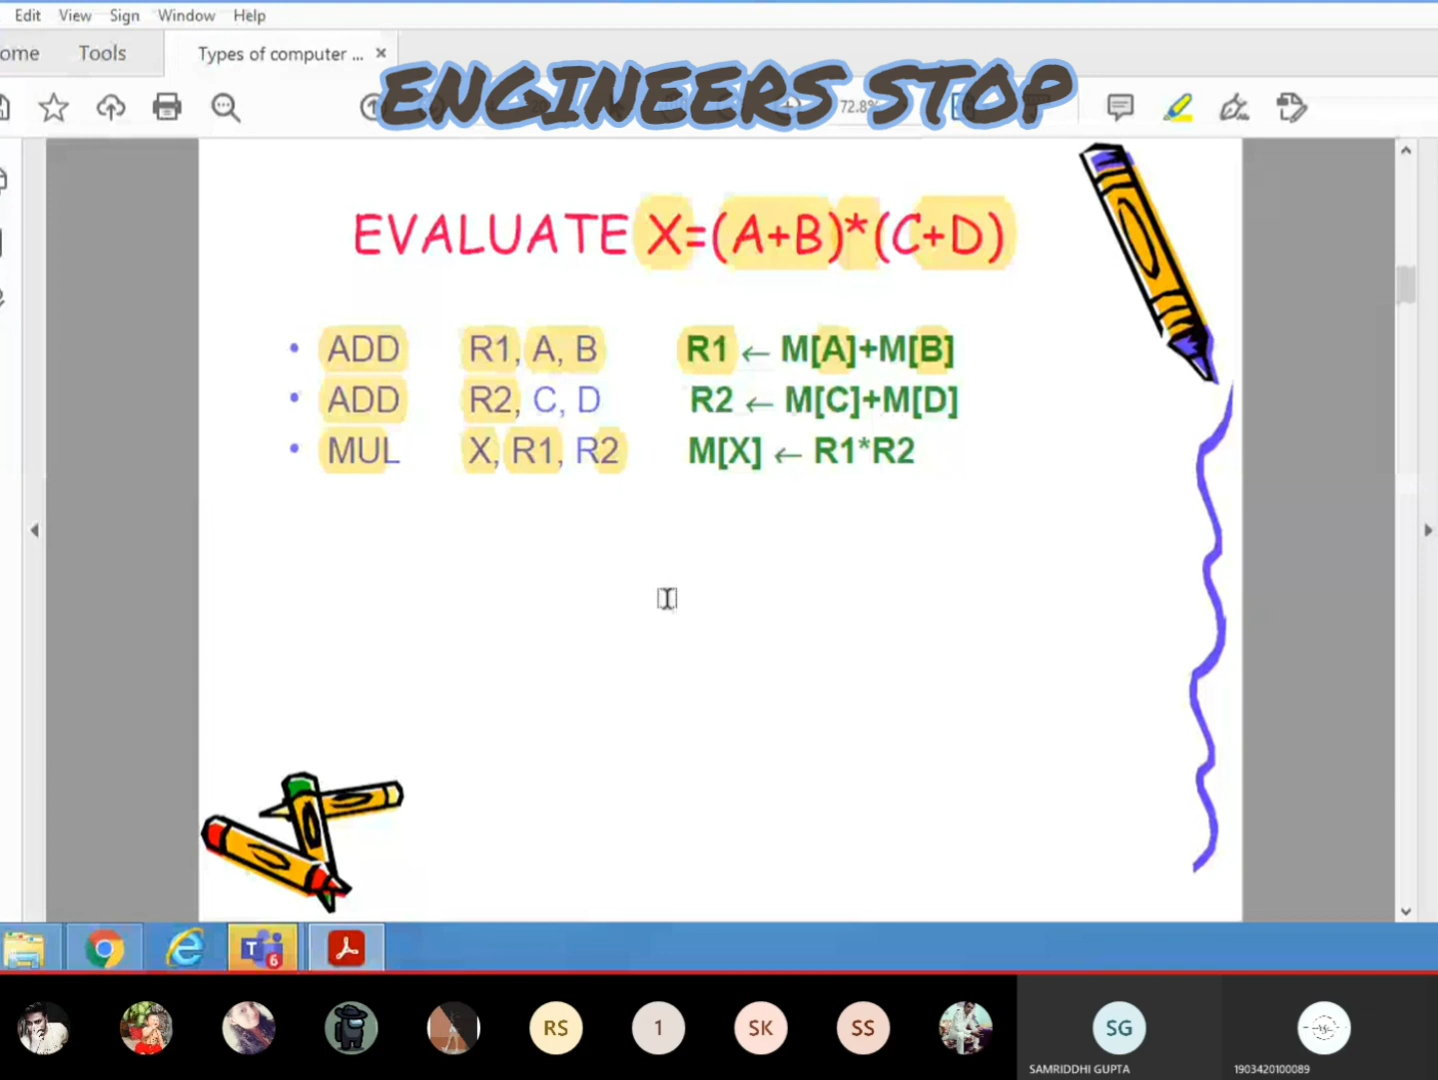 Edit View Sign Window Help
ome Tools Types of computer ... ×
ENGINEERS STOP
72.8%
EVALUATE X=(A+B)*(C+D)
• ADD R1, A, B R1 ← M[A]+M[B]
• ADD R2, C, D R2 ← M[C]+M[D]
• MUL X, R1, R2 M[X] ← R1*R2
T 6
RS 1 SK SS SG
SAMRIDDHI GUPTA 1903420100089